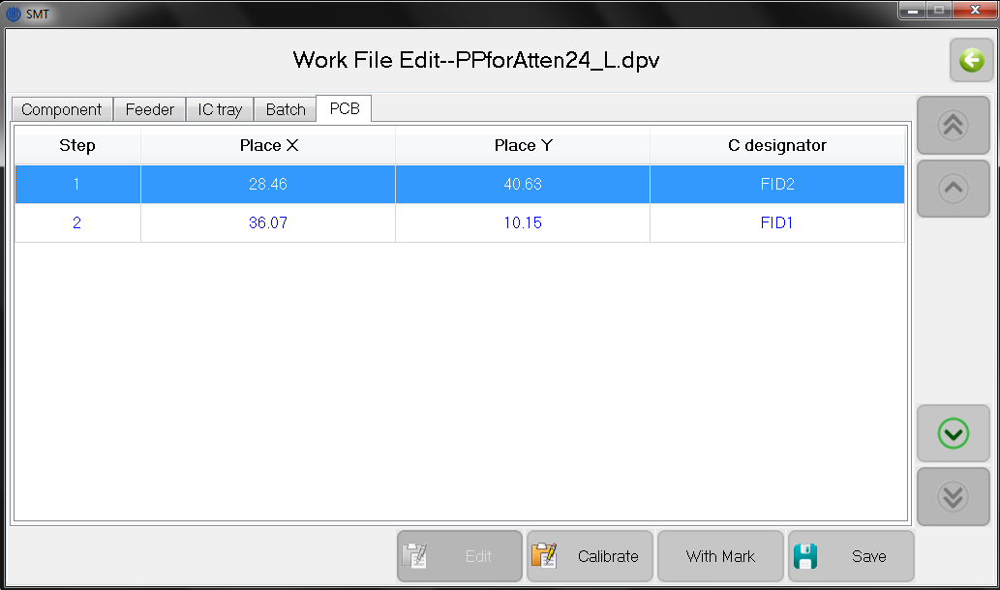 SMT
Work File Edit--PPforAtten24_L.dpv
Component Feeder IC tray Batch PCB
Step Place X Place Y C designator
1 28.46 40.63 FID2
2 36.07 10.15 FID1
Edit Calibrate With Mark Save